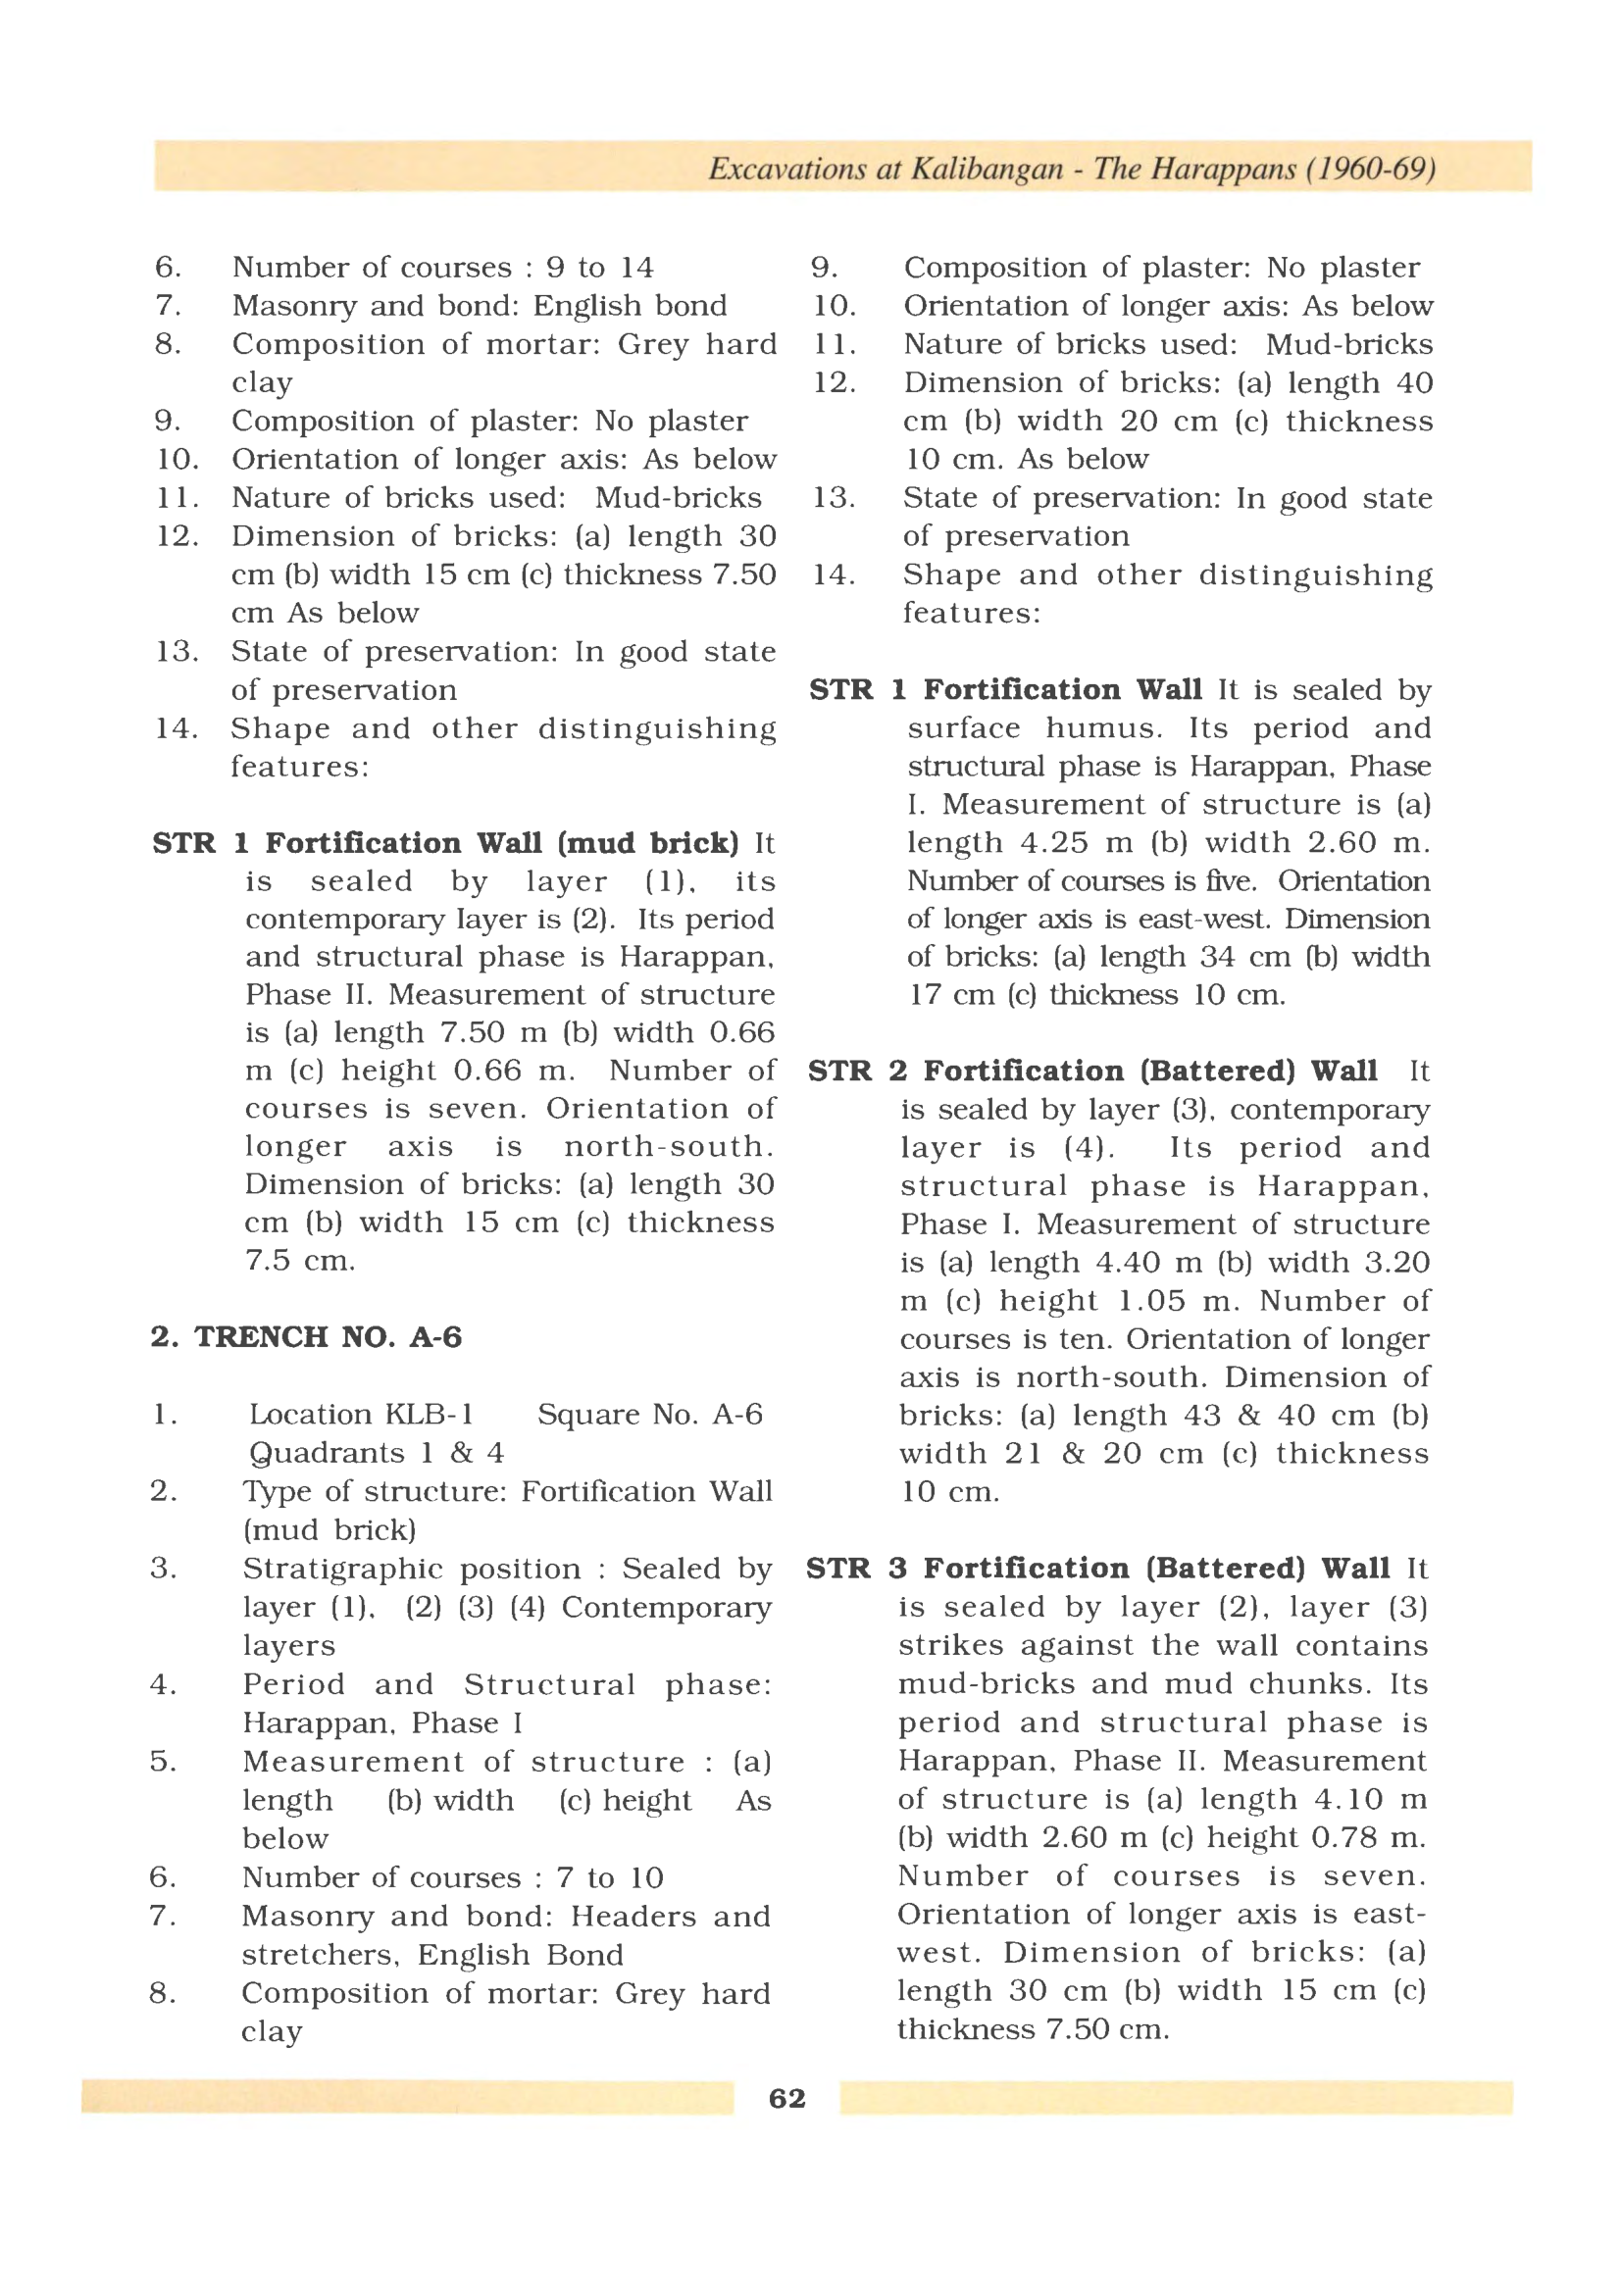 Excavations at Kalibangan - The Harappans (1960-69)
6. Number of courses : 9 to 14
7. Masonry and bond: English bond
8. Composition of mortar: Grey hard
clay
9. Composition of plaster: No plaster
10. Orientation of longer axis: As below
11. Nature of bricks used: Mud-bricks
12. Dimension of bricks: (a) length 30
cm (b) width 15 cm (c) thickness 7.50
cm As below
13. State of preservation: In good state
of preservation
14. Shape and other distinguishing
features:
STR 1 Fortification Wall (mud brick) It
is sealed by layer (1), its
contemporary layer is (2). Its period
and structural phase is Harappan,
Phase II. Measurement of structure
is (a) length 7.50 m (b) width 0.66
m (c) height 0.66 m. Number of
courses is seven. Orientation of
longer axis is north-south.
Dimension of bricks: (a) length 30
cm (b) width 15 cm (c) thickness
7.5 cm.
2. TRENCH NO. A-6
1. Location KLB-1 Square No. A-6
Quadrants 1 & 4
2. Type of structure: Fortification Wall
(mud brick)
3. Stratigraphic position : Sealed by
layer (1), (2) (3) (4) Contemporary
layers
4. Period and Structural phase:
Harappan, Phase I
5. Measurement of structure : (a)
length (b) width (c) height As
below
6. Number of courses : 7 to 10
7. Masonry and bond: Headers and
stretchers, English Bond
8. Composition of mortar: Grey hard
clay
9. Composition of plaster: No plaster
10. Orientation of longer axis: As below
11. Nature of bricks used: Mud-bricks
12. Dimension of bricks: (a) length 40
cm (b) width 20 cm (c) thickness
10 cm. As below
13. State of preservation: In good state
of preservation
14. Shape and other distinguishing
features:
STR 1 Fortification Wall It is sealed by
surface humus. Its period and
structural phase is Harappan, Phase
I. Measurement of structure is (a)
length 4.25 m (b) width 2.60 m.
Number of courses is five. Orientation
of longer axis is east-west. Dimension
of bricks: (a) length 34 cm (b) width
17 cm (c) thickness 10 cm.
STR 2 Fortification (Battered) Wall It
is sealed by layer (3), contemporary
layer is (4). Its period and
structural phase is Harappan,
Phase I. Measurement of structure
is (a) length 4.40 m (b) width 3.20
m (c) height 1.05 m. Number of
courses is ten. Orientation of longer
axis is north-south. Dimension of
bricks: (a) length 43 & 40 cm (b)
width 21 & 20 cm (c) thickness
10 cm.
STR 3 Fortification (Battered) Wall It
is sealed by layer (2), layer (3)
strikes against the wall contains
mud-bricks and mud chunks. Its
period and structural phase is
Harappan, Phase II. Measurement
of structure is (a) length 4.10 m
(b) width 2.60 m (c) height 0.78 m.
Number of courses is seven.
Orientation of longer axis is east-
west. Dimension of bricks: (a)
length 30 cm (b) width 15 cm (c)
thickness 7.50 cm.
62